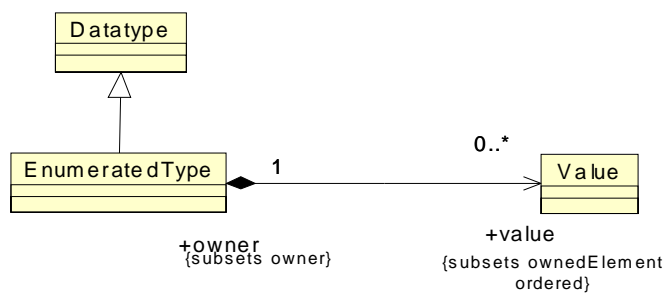 Datatype
EnumeratedType
1
0..*
Value
+owner
{subsets owner}
+value
{subsets ownedElement
ordered}